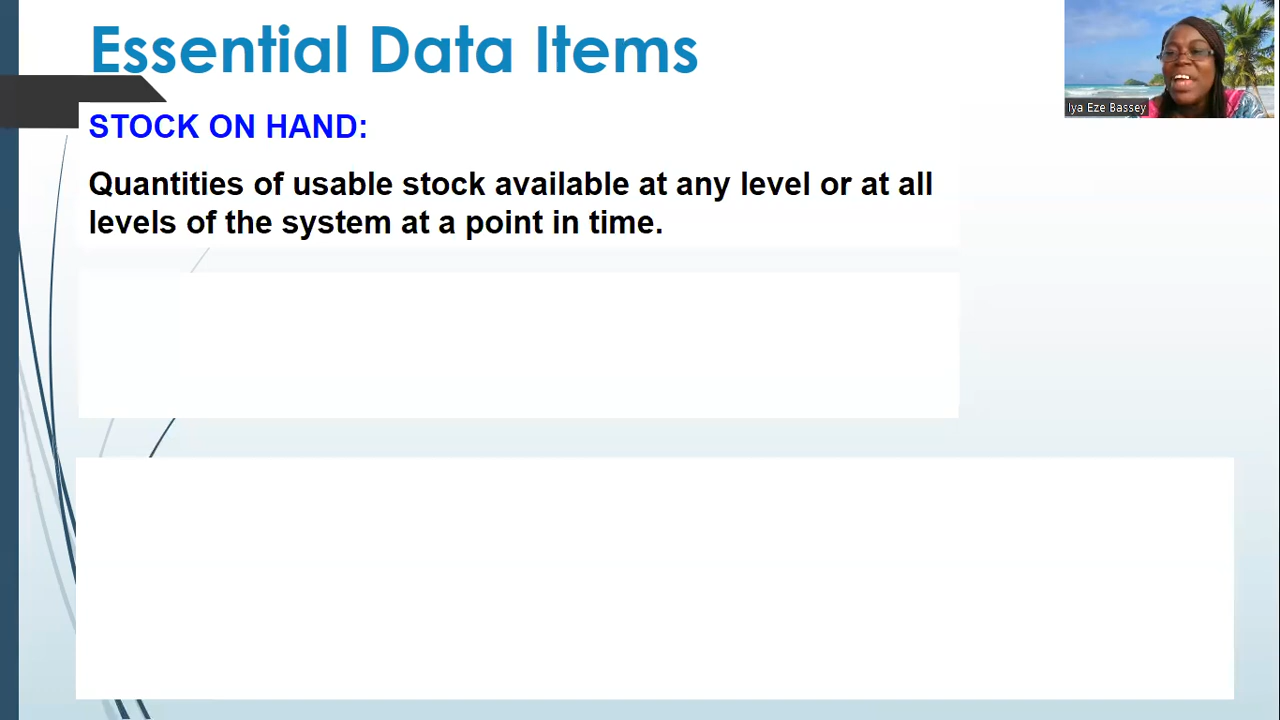 Essential Data Items
STOCK ON HAND:
Quantities of usable stock available at any level or at all
levels of the system at a point in time.
Iya Eze Bassey